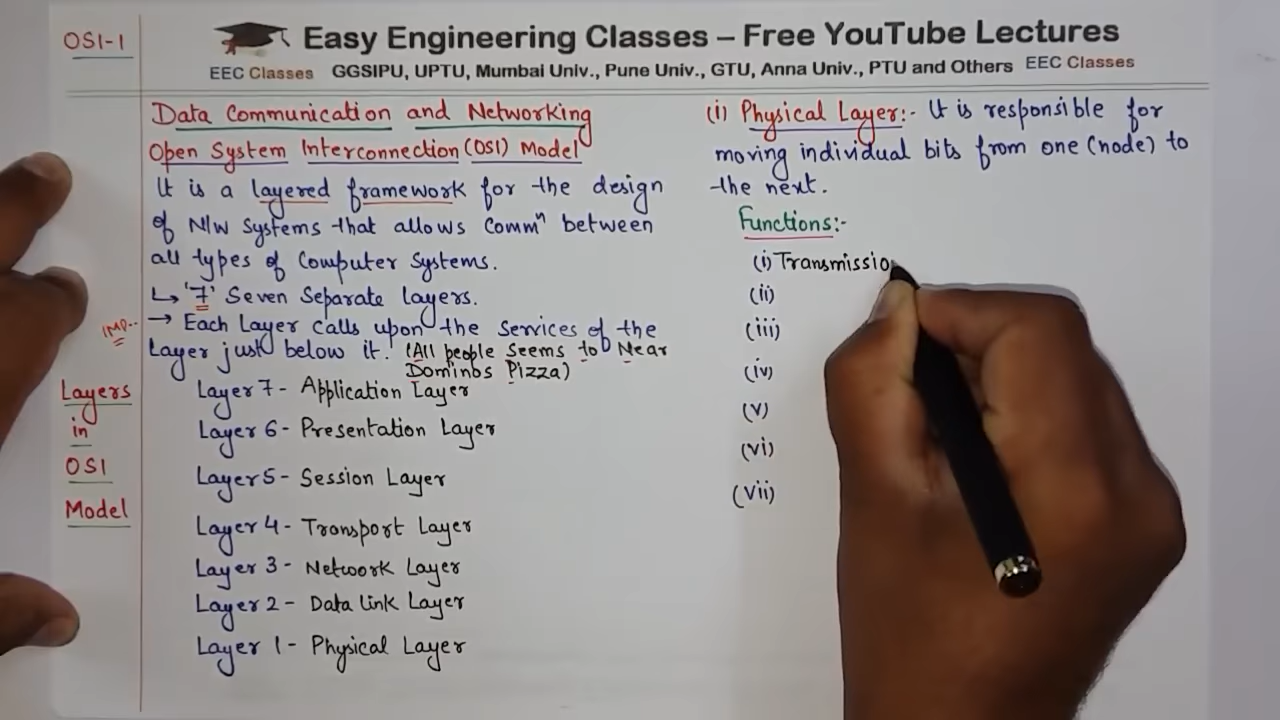 OSI-1
Easy Engineering Classes – Free YouTube Lectures
EEC Classes GGSIPU, UPTU, Mumbai Univ., Pune Univ., GTU, Anna Univ., PTU and Others EEC Classes
Data Communication and Networking
Open System Interconnection (OSI) Model
It is a layered framework for the design
of N/W Systems that allows Commⁿ between
all types of Computer Systems.
↳ '7' Seven Separate layers.
IMP..
→ Each Layer calls upon the Services of the
Layer just below it. (All people Seems to Near
Dominos Pizza)
Layers
in
OSI
Model
Layer 7 - Application Layer
Layer 6 - Presentation Layer
Layer 5 - Session Layer
Layer 4 - Transport Layer
Layer 3 - Network Layer
Layer 2 - Data link Layer
Layer 1 - Physical Layer
(i) Physical Layer:- It is responsible for
moving individual bits from one (node) to
the next.
Functions:-
(i) Transmissio
(ii)
(iii)
(iv)
(v)
(vi)
(vii)